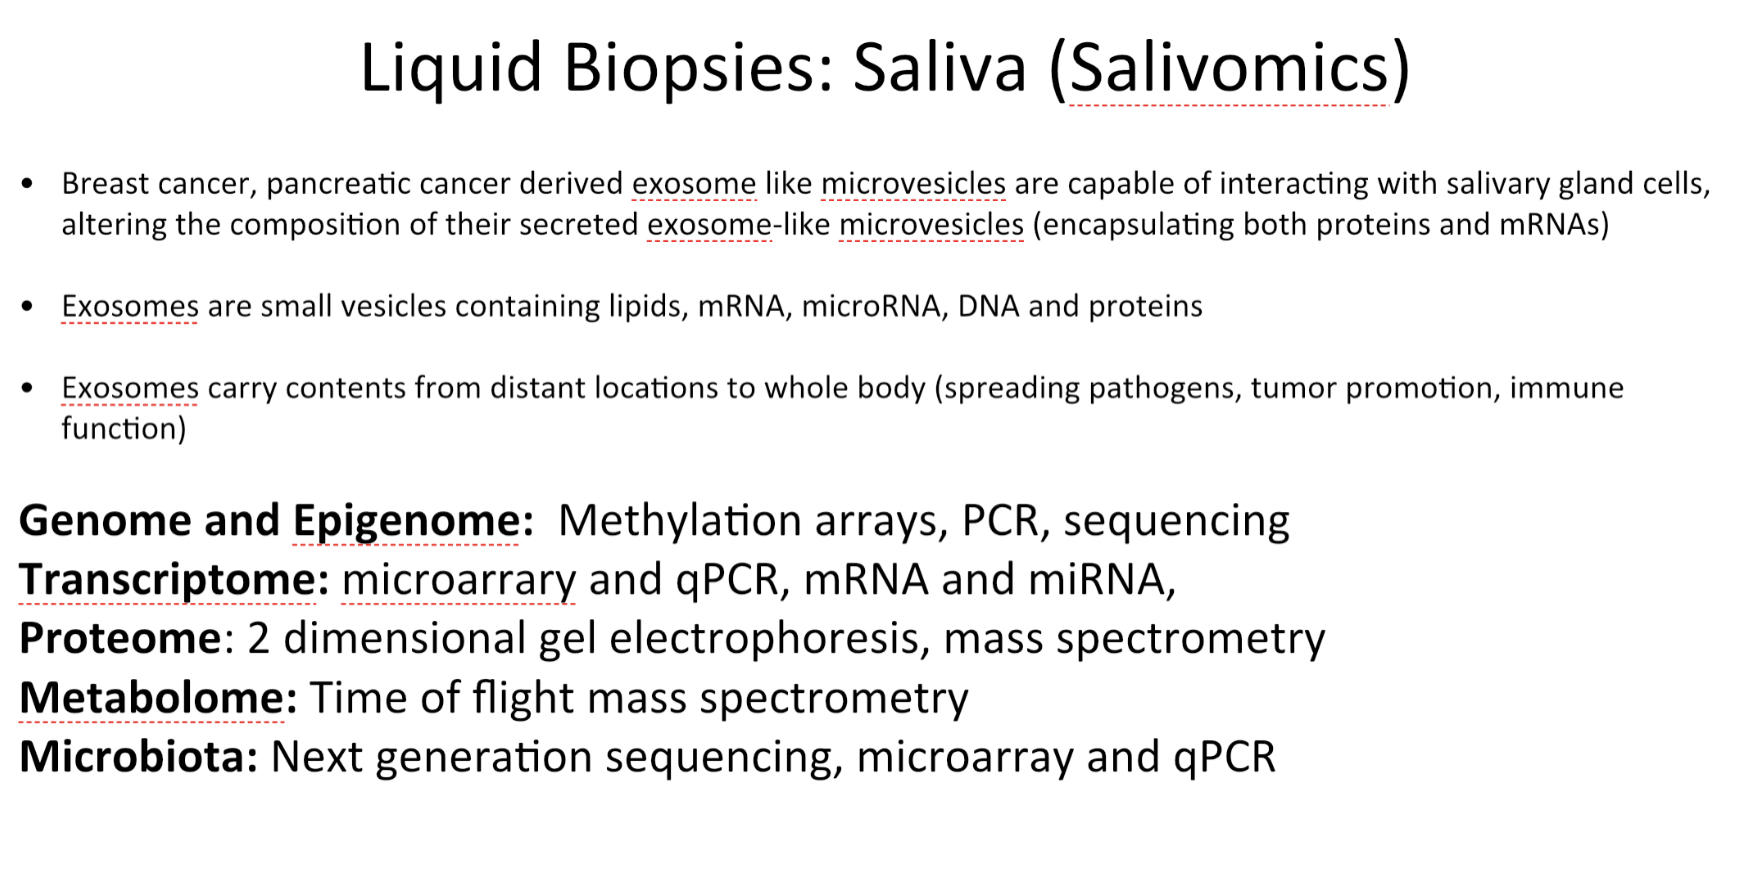 Liquid Biopsies: Saliva (Salivomics)
• Breast cancer, pancreatic cancer derived exosome like microvesicles are capable of interacting with salivary gland cells,
altering the composition of their secreted exosome-like microvesicles (encapsulating both proteins and mRNAs)
• Exosomes are small vesicles containing lipids, mRNA, microRNA, DNA and proteins
• Exosomes carry contents from distant locations to whole body (spreading pathogens, tumor promotion, immune
function)
Genome and Epigenome:  Methylation arrays, PCR, sequencing
Transcriptome: microarrary and qPCR, mRNA and miRNA,
Proteome: 2 dimensional gel electrophoresis, mass spectrometry
Metabolome: Time of flight mass spectrometry
Microbiota: Next generation sequencing, microarray and qPCR